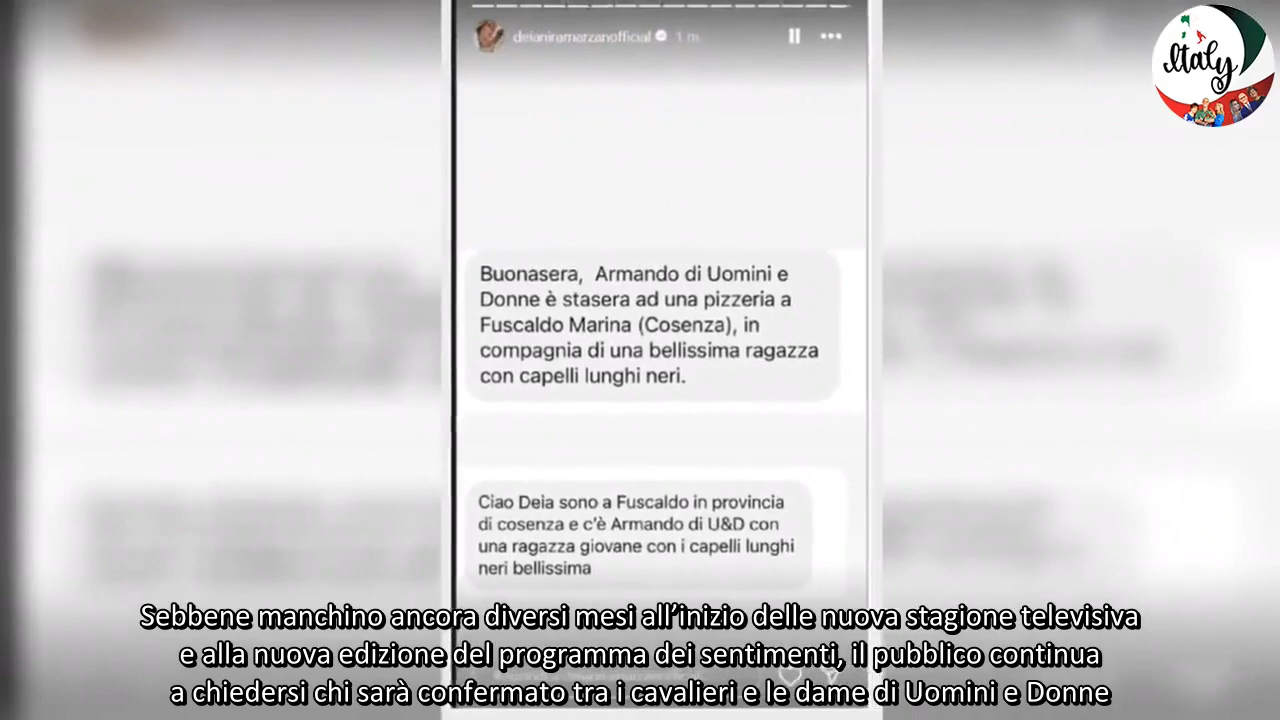 deianiramarzanofficial 1 m
Italy
Buonasera, Armando di Uomini e
Donne è stasera ad una pizzeria a
Fuscaldo Marina (Cosenza), in
compagnia di una bellissima ragazza
con capelli lunghi neri.
Ciao Deia sono a Fuscaldo in provincia
di cosenza e c'è Armando di U&D con
una ragazza giovane con i capelli lunghi
neri bellissima
Sebbene manchino ancora diversi mesi all'inizio delle nuova stagione televisiva
e alla nuova edizione del programma dei sentimenti, il pubblico continua
a chiedersi chi sarà confermato tra i cavalieri e le dame di Uomini e Donne